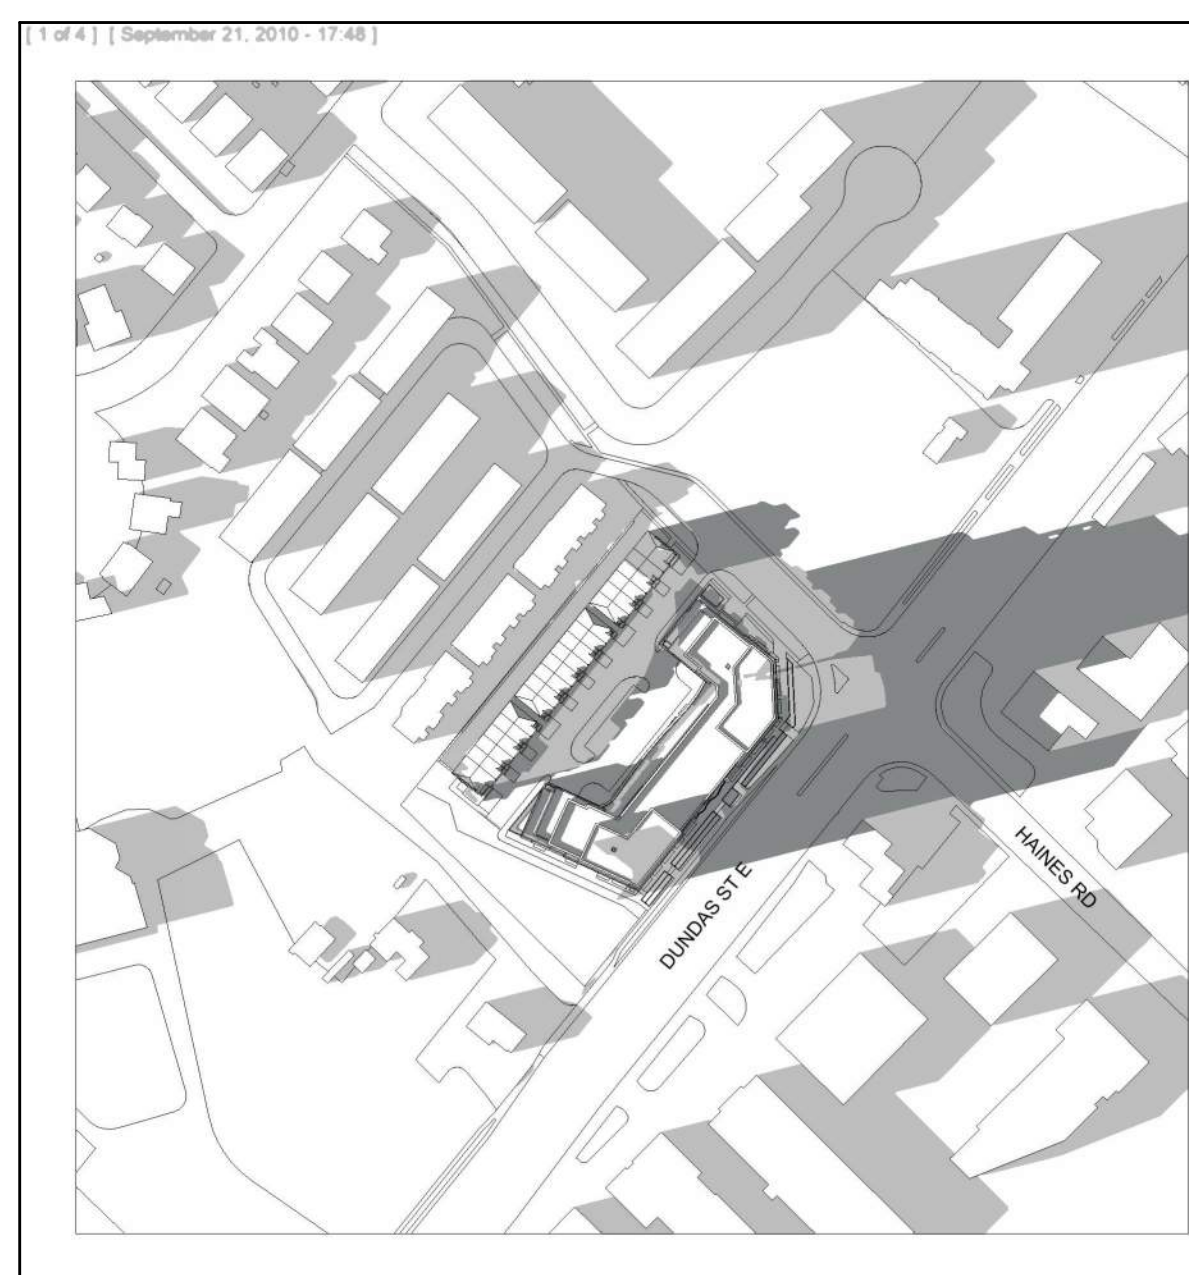 [ 1 of 4 ] [ September 21, 2010 - 17:48 ]
HAINES RD
DUNDAS ST E